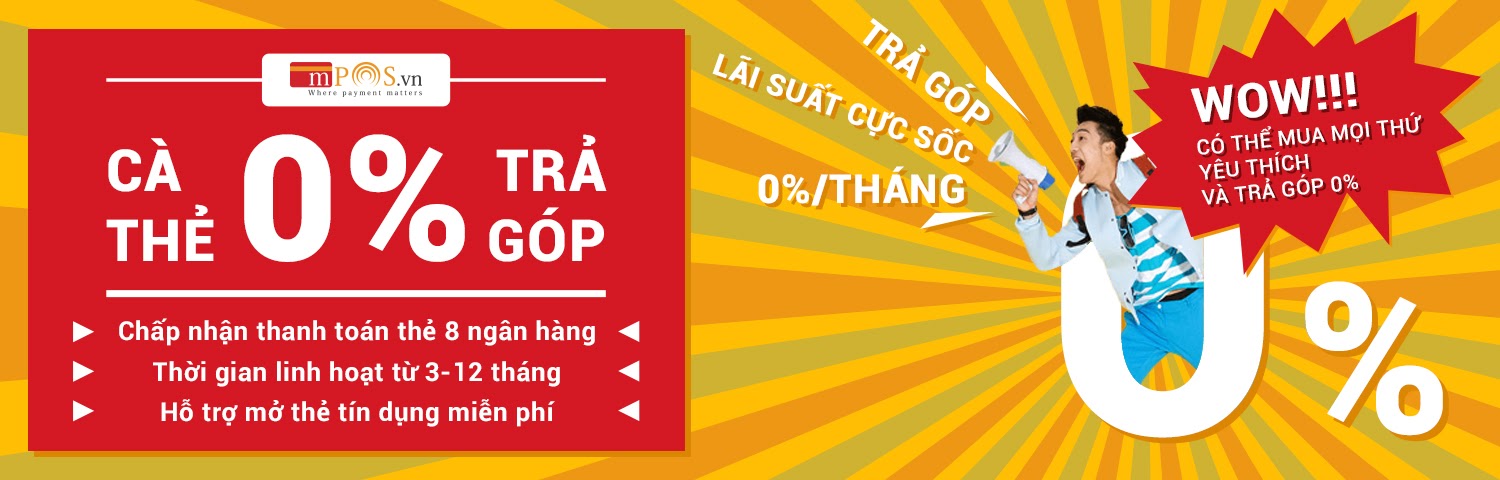 mPOS.vn
Where payment matters
CÀ THẺ
0%
TRẢ GÓP
Chấp nhận thanh toán thẻ 8 ngân hàng
Thời gian linh hoạt từ 3-12 tháng
Hỗ trợ mở thẻ tín dụng miễn phí
TRẢ GÓP
LÃI SUẤT CỰC SỐC
0%/THÁNG
WOW!!!
CÓ THỂ MUA MỌI THỨ
YÊU THÍCH
VÀ TRẢ GÓP 0%
0%